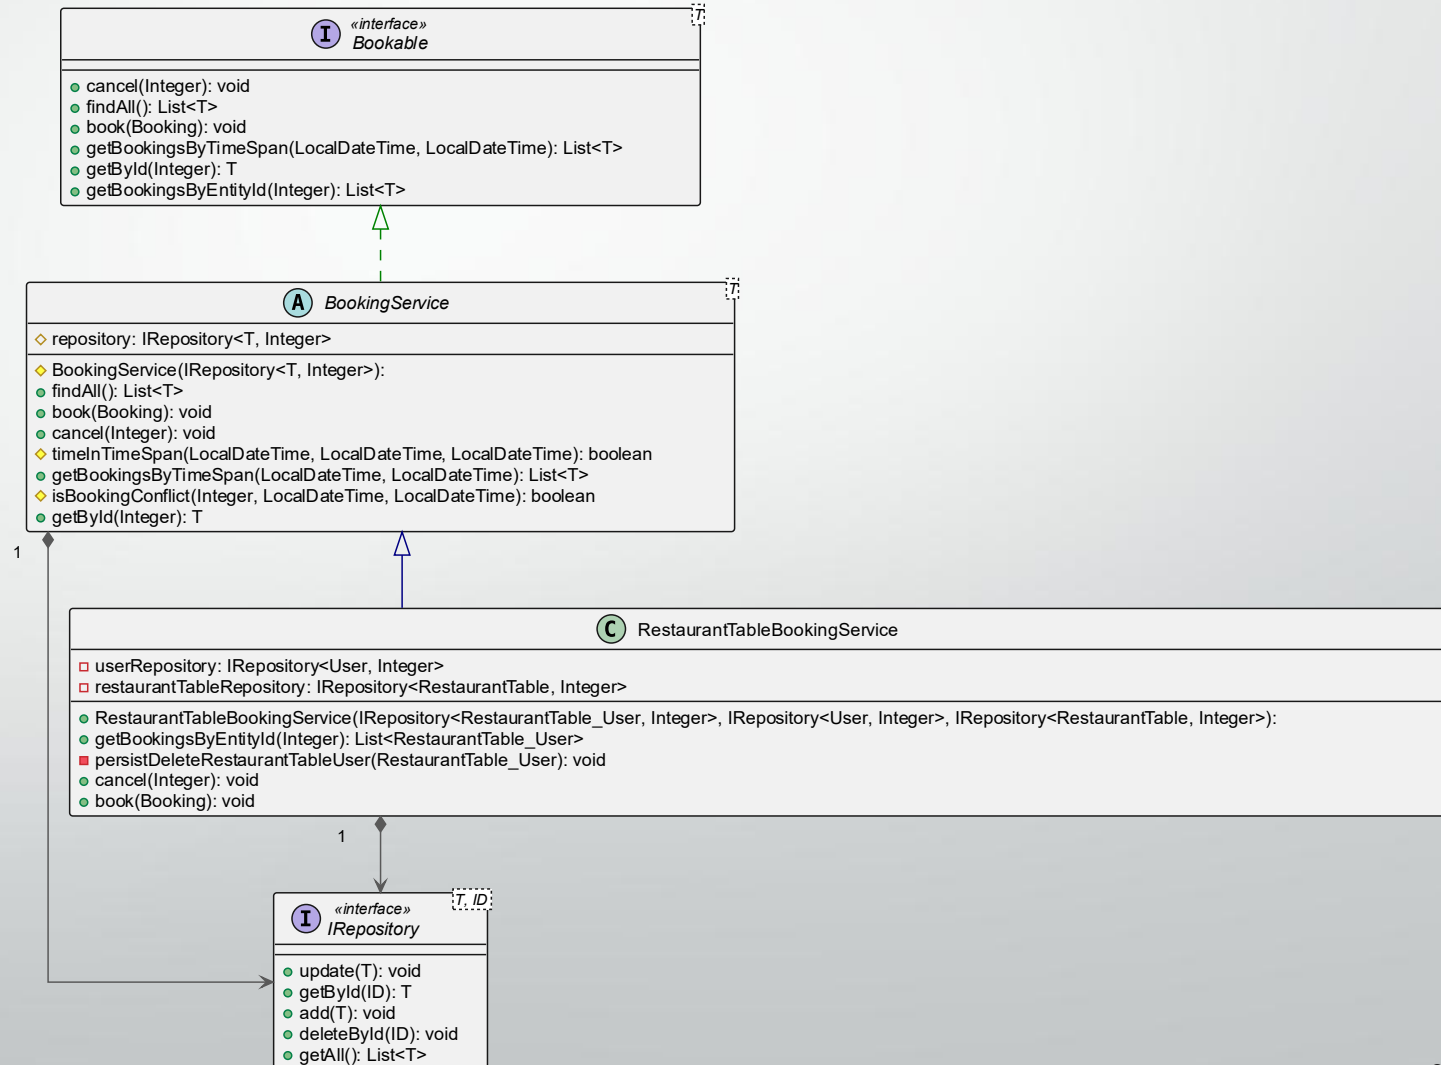 T
I
«interface»
Bookable
cancel(Integer): void
findAll(): List<T>
book(Booking): void
getBookingsByTimeSpan(LocalDateTime, LocalDateTime): List<T>
getById(Integer): T
getBookingsByEntityId(Integer): List<T>
T
A BookingService
repository: IRepository<T, Integer>
BookingService(IRepository<T, Integer>):
findAll(): List<T>
book(Booking): void
cancel(Integer): void
timeInTimeSpan(LocalDateTime, LocalDateTime, LocalDateTime): boolean
getBookingsByTimeSpan(LocalDateTime, LocalDateTime): List<T>
isBookingConflict(Integer, LocalDateTime, LocalDateTime): boolean
getById(Integer): T
1
C RestaurantTableBookingService
userRepository: IRepository<User, Integer>
restaurantTableRepository: IRepository<RestaurantTable, Integer>
RestaurantTableBookingService(IRepository<RestaurantTable_User, Integer>, IRepository<User, Integer>, IRepository<RestaurantTable, Integer>):
getBookingsByEntityId(Integer): List<RestaurantTable_User>
persistDeleteRestaurantTableUser(RestaurantTable_User): void
cancel(Integer): void
book(Booking): void
1
T, ID
I
«interface»
IRepository
update(T): void
getById(ID): T
add(T): void
deleteById(ID): void
getAll(): List<T>